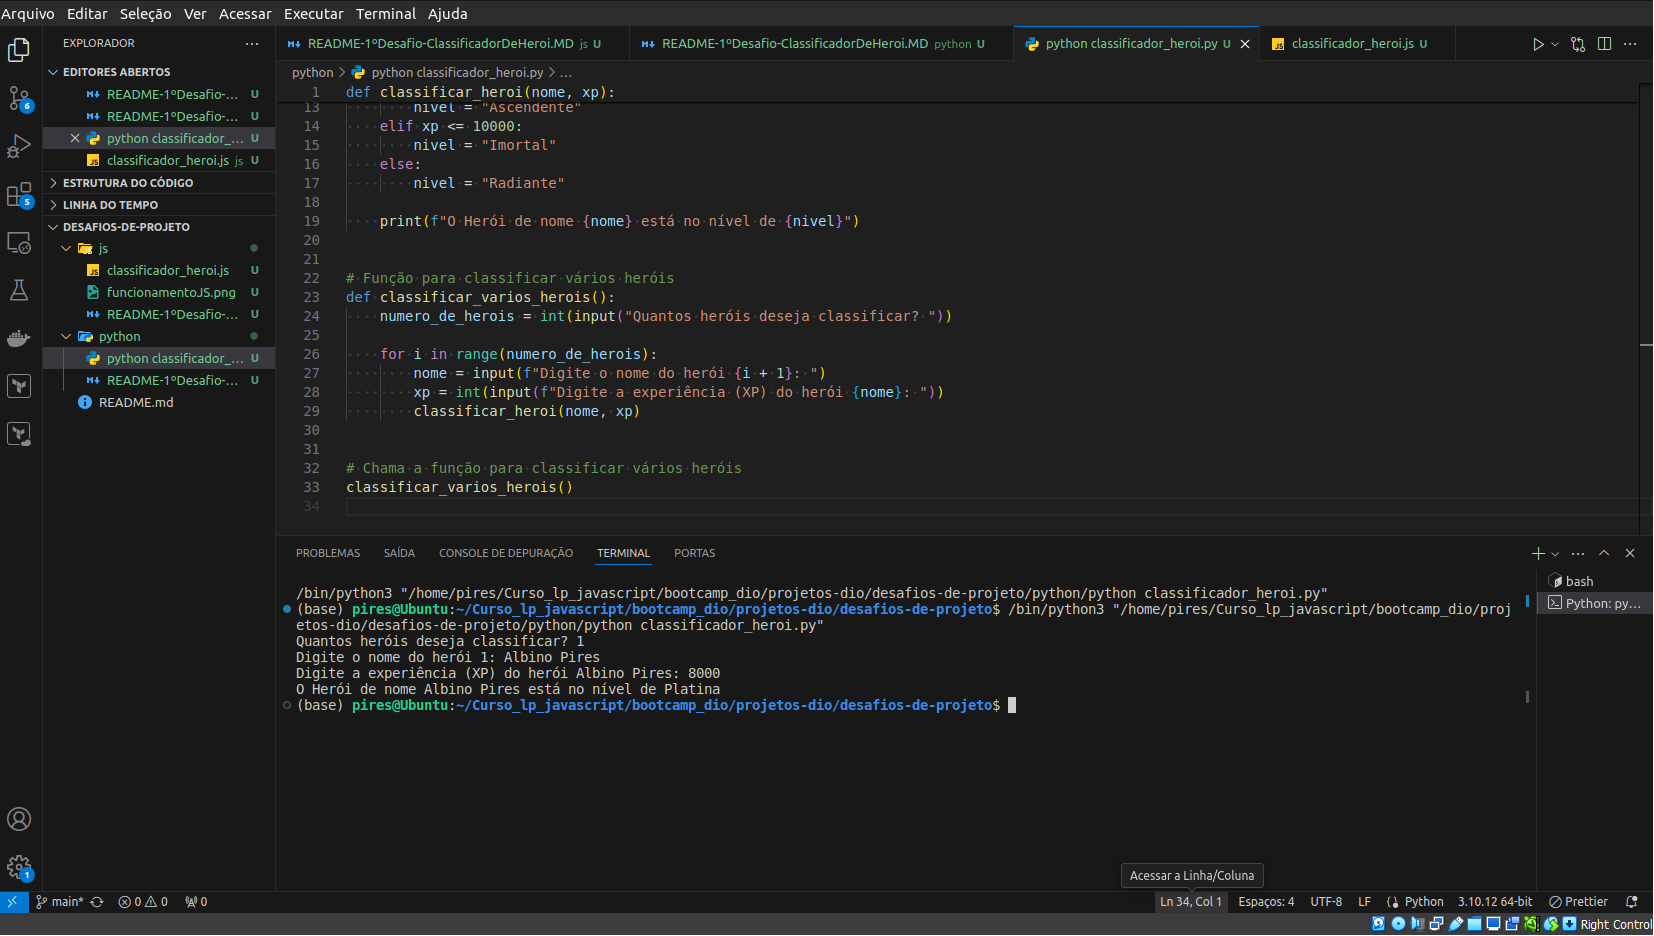 Arquivo Editar Seleção Ver Acessar Executar Terminal Ajuda
EXPLORADOR ...
EDITORES ABERTOS
README-1ºDesafio-... U
README-1ºDesafio-... U
python classificador_... U
classificador_heroi.js js U
ESTRUTURA DO CÓDIGO
LINHA DO TEMPO
DESAFIOS-DE-PROJETO
js
classificador_heroi.js U
funcionamentoJS.png U
README-1ºDesafio-... U
python
python classificador_... U
README-1ºDesafio-... U
README.md
6
5
1
README-1ºDesafio-ClassificadorDeHeroi.MD js U
README-1ºDesafio-ClassificadorDeHeroi.MD python U
python classificador_heroi.py U
classificador_heroi.js U
python > python classificador_heroi.py > ...
1 def classificar_heroi(nome, xp):
13 nivel = "Ascendente"
14 elif xp <= 10000:
15 nivel = "Imortal"
16 else:
17 nivel = "Radiante"
18
19 print(f"O Herói de nome {nome} está no nível de {nivel}")
20
21
22 # Função para classificar vários heróis
23 def classificar_varios_herois():
24 numero_de_herois = int(input("Quantos heróis deseja classificar? "))
25
26 for i in range(numero_de_herois):
27 nome = input(f"Digite o nome do herói {i + 1}: ")
28 xp = int(input(f"Digite a experiência (XP) do herói {nome}: "))
29 classificar_heroi(nome, xp)
30
31
32 # Chama a função para classificar vários heróis
33 classificar_varios_herois()
34
PROBLEMAS SAÍDA CONSOLE DE DEPURAÇÃO TERMINAL PORTAS
/bin/python3 "/home/pires/Curso_lp_javascript/bootcamp_dio/projetos-dio/desafios-de-projeto/python/python classificador_heroi.py"
(base) pires@Ubuntu:~/Curso_lp_javascript/bootcamp_dio/projetos-dio/desafios-de-projeto$ /bin/python3 "/home/pires/Curso_lp_javascript/bootcamp_dio/proj
etos-dio/desafios-de-projeto/python/python classificador_heroi.py"
Quantos heróis deseja classificar? 1
Digite o nome do herói 1: Albino Pires
Digite a experiência (XP) do herói Albino Pires: 8000
O Herói de nome Albino Pires está no nível de Platina
(base) pires@Ubuntu:~/Curso_lp_javascript/bootcamp_dio/projetos-dio/desafios-de-projeto$
bash
Python: py...
Acessar a Linha/Coluna
main* 0 0 0 Ln 34, Col 1 Espaços: 4 UTF-8 LF Python 3.10.12 64-bit Prettier
Right Control